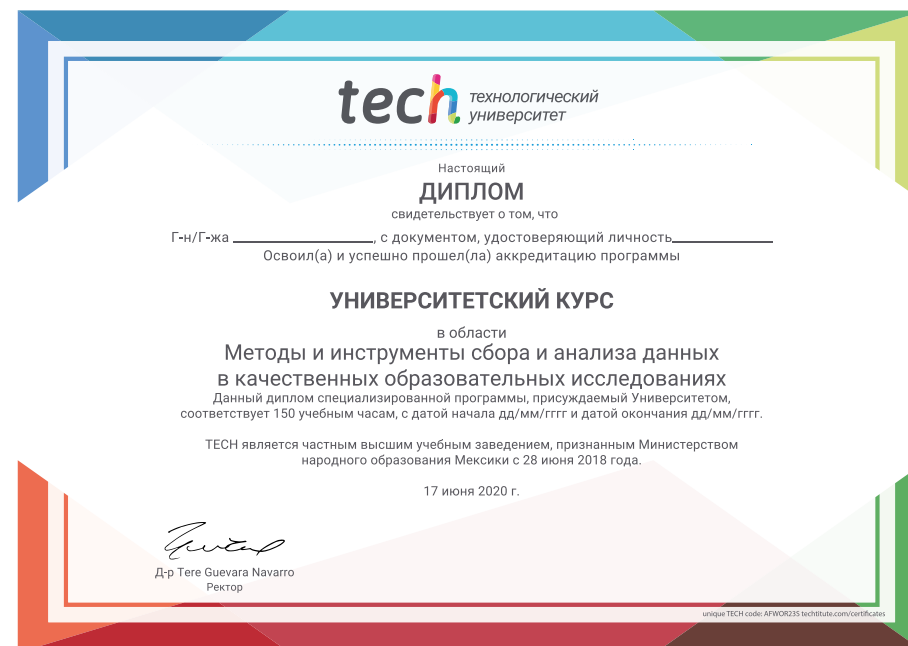 tech технологический
университет
Настоящий
ДИПЛОМ
свидетельствует о том, что
Г-н/Г-жа ____________, с документом, удостоверяющий личность____________
Освоил(а) и успешно прошел(ла) аккредитацию программы
УНИВЕРСИТЕТСКИЙ КУРС
в области
Методы и инструменты сбора и анализа данных
в качественных образовательных исследованиях
Данный диплом специализированной программы, присуждаемый Университетом,
соответствует 150 учебным часам, с датой начала дд/мм/гггг и датой окончания дд/мм/гггг.
TECH является частным высшим учебным заведением, признанным Министерством
народного образования Мексики с 28 июня 2018 года.
17 июня 2020 г.
Д-р Tere Guevara Navarro
Ректор
unique TECH code: AFWOR23S techtitute.com/certificates